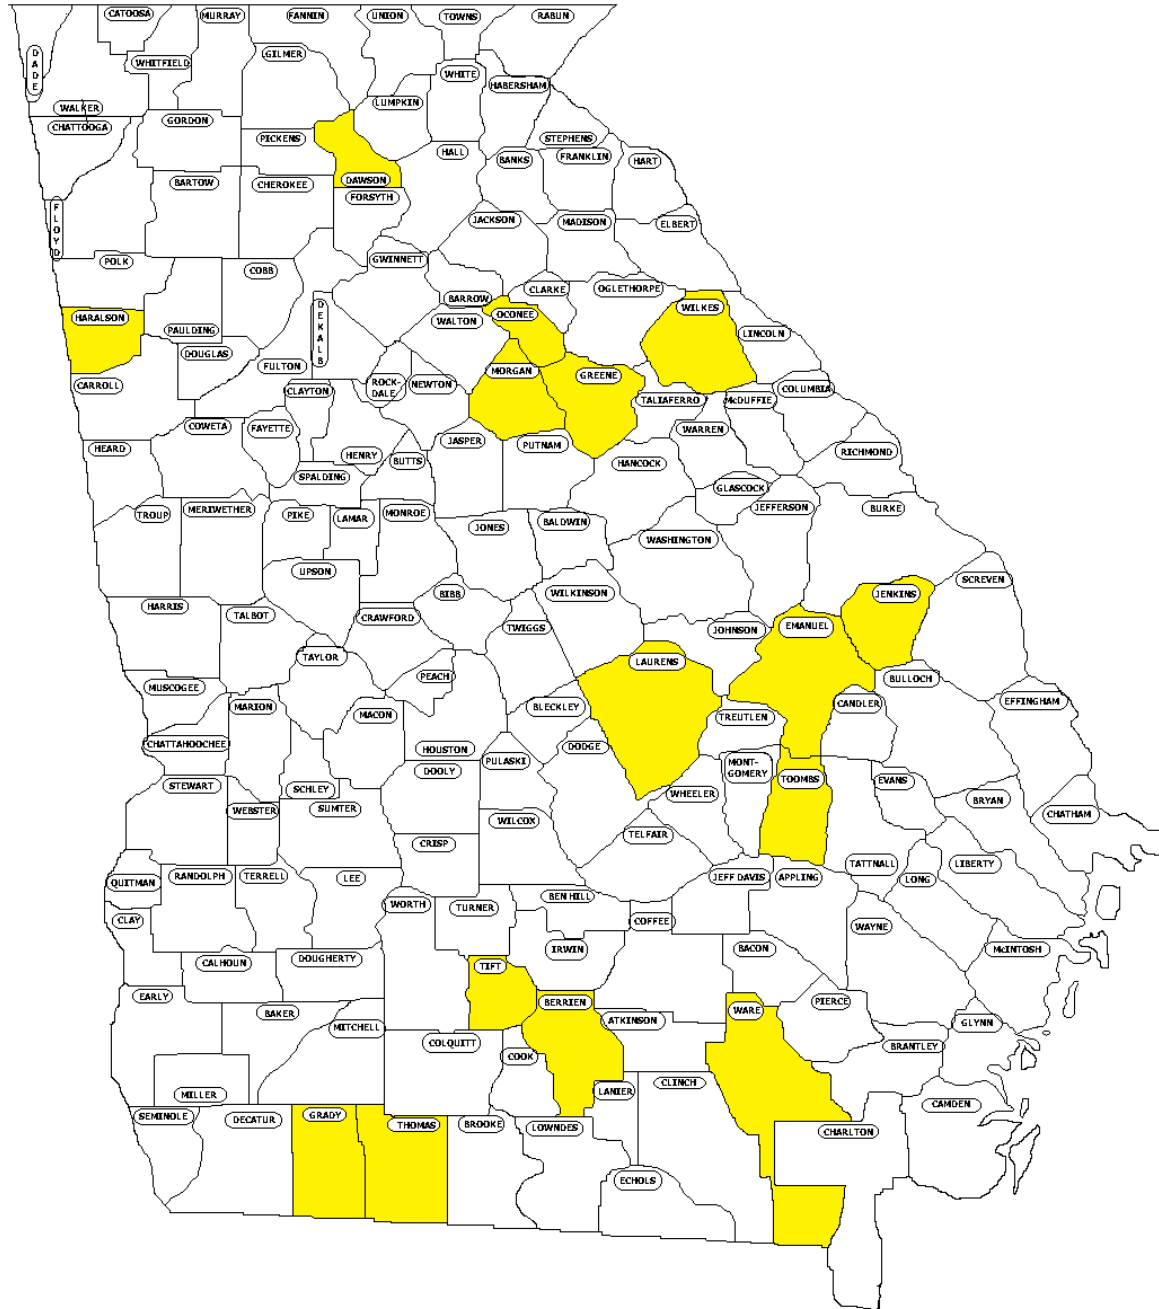 CATOOSA
MURRAY
FANNIN
UNION
TOWNS
RABUN
DADE
WHITFIELD
GILMER
WHITE
HABERSHAM
WALKER
CHATTOOGA
GORDON
PICKENS
LUMPKIN
STEPHENS
HALL
BANKS
FRANKLIN
HART
BARTOW
CHEROKEE
DAWSON
FORSYTH
FLOYD
JACKSON
MADISON
ELBERT
POLK
COBB
GWINNETT
BARROW
CLARKE
OGLETHORPE
HARALSON
PAULDING
DEKALB
WALTON
OCONEE
WILKES
LINCOLN
DOUGLAS
FULTON
CARROLL
CLAYTON
ROCK-
DALE
NEWTON
MORGAN
GREENE
TALIAFERRO
McDUFFIE
COLUMBIA
COWETA
FAYETTE
HEARD
HENRY
BUTTS
JASPER
PUTNAM
WARREN
HANCOCK
RICHMOND
SPALDING
GLASCOCK
TROUP
MERIWETHER
PIKE
LAMAR
MONROE
JONES
BALDWIN
WASHINGTON
JEFFERSON
BURKE
UPSON
HARRIS
TALBOT
CRAWFORD
BIBB
WILKINSON
TWIGGS
JOHNSON
EMANUEL
JENKINS
SCREVEN
TAYLOR
PEACH
LAURENS
MUSCOGEE
MARION
MACON
BLECKLEY
TREUTLEN
CANDLER
BULLOCH
EFFINGHAM
CHATTAHOOCHEE
HOUSTON
DODGE
PULASKI
DOOLY
MONT-
GOMERY
TOOMBS
EVANS
STEWART
SCHLEY
WEBSTER
SUMTER
WHEELER
BRYAN
CHATHAM
WILCOX
CRISP
TELFAIR
QUITMAN
RANDOLPH
TERRELL
LEE
JEFF DAVIS
APPLING
TATTNALL
LONG
LIBERTY
CLAY
WORTH
TURNER
BEN HILL
COFFEE
WAYNE
CALHOUN
DOUGHERTY
IRWIN
BACON
McINTOSH
TIFT
EARLY
BAKER
MITCHELL
BERRIEN
ATKINSON
WARE
PIERCE
GLYNN
COLQUITT
COOK
BRANTLEY
MILLER
LANIER
CLINCH
CAMDEN
SEMINOLE
DECATUR
GRADY
THOMAS
BROOKE
LOWNDES
CHARLTON
ECHOLS